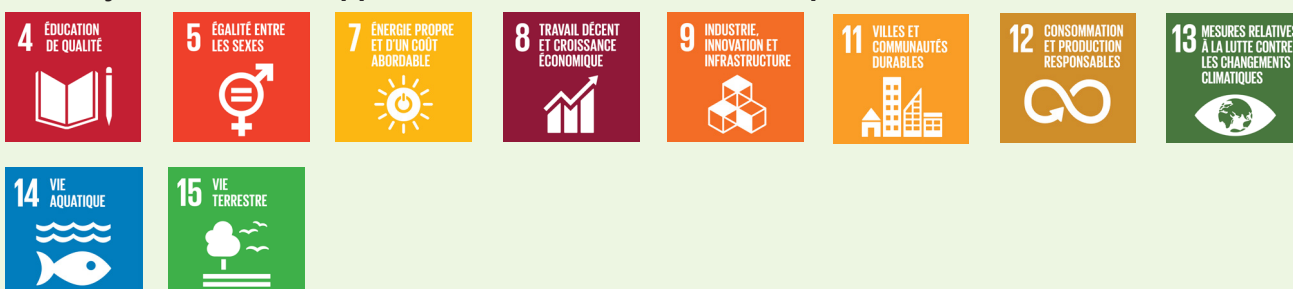 4 ÉDUCATION
DE QUALITÉ
5 ÉGALITÉ ENTRE
LES SEXES
7 ÉNERGIE PROPRE
ET D'UN COÛT
ABORDABLE
8 TRAVAIL DÉCENT
ET CROISSANCE
ÉCONOMIQUE
9 INDUSTRIE,
INNOVATION ET
INFRASTRUCTURE
11 VILLES ET
COMMUNAUTÉS
DURABLES
12 CONSOMMATION
ET PRODUCTION
RESPONSABLES
13 MESURES RELATIVES
À LA LUTTE CONTRE
LES CHANGEMENTS
CLIMATIQUES
14 VIE
AQUATIQUE
15 VIE
TERRESTRE